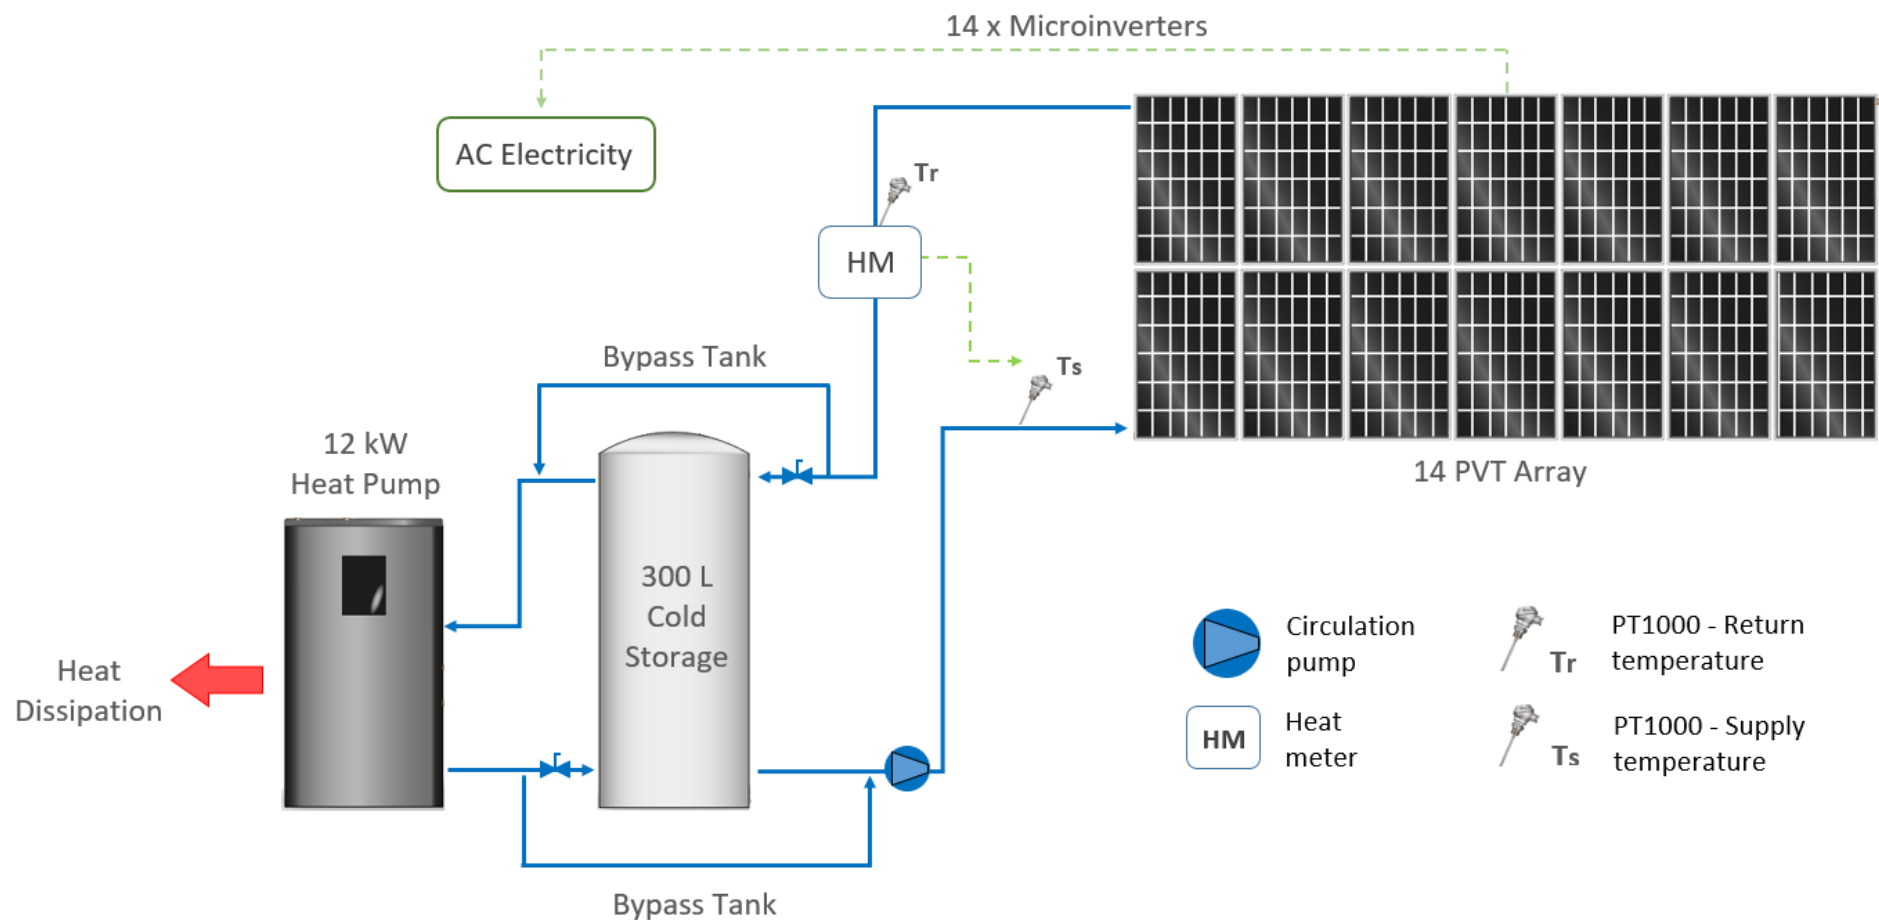 14 x Microinverters
AC Electricity
Tr
HM
Ts
Bypass Tank
12 kW
Heat Pump
14 PVT Array
300 L
Cold
Storage
Heat
Dissipation
Bypass Tank
Circulation
pump
PT1000 - Return
temperature
Tr
HM
Heat
meter
PT1000 - Supply
temperature
Ts